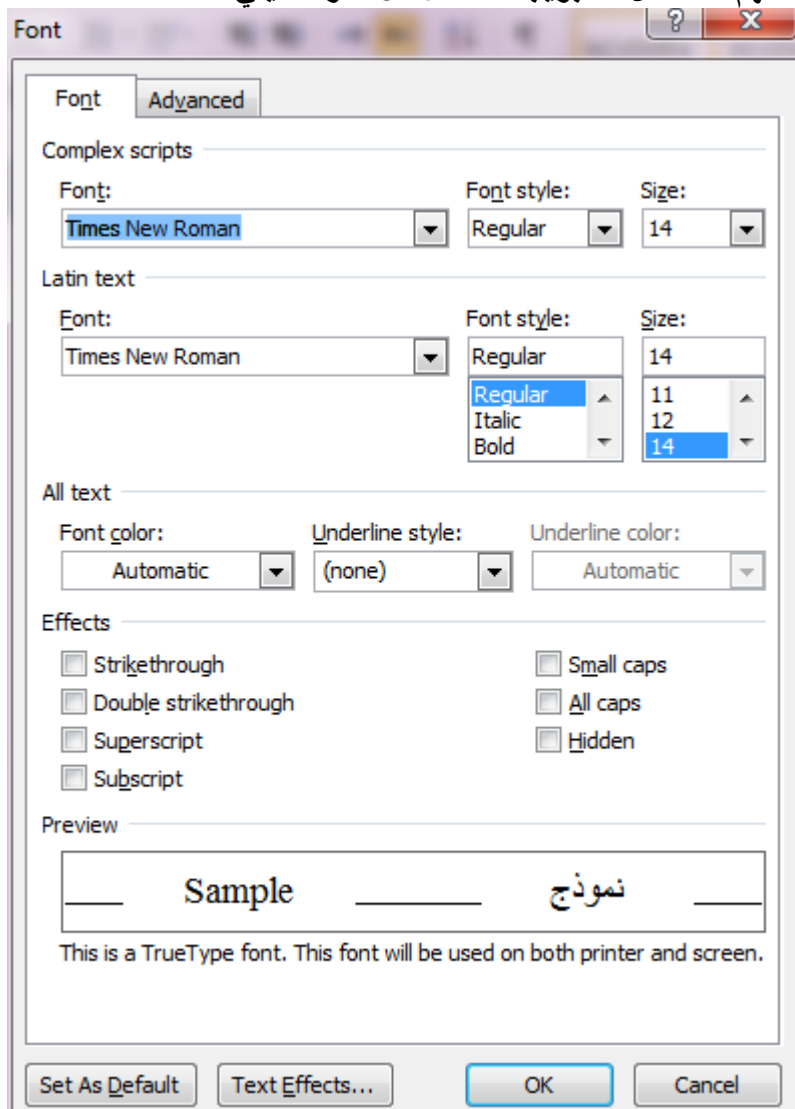 Font
Font Advanced
Complex scripts
Font: Font style: Size:
Times New Roman Regular 14
Latin text
Font: Font style: Size:
Times New Roman Regular 14
Regular 11
Italic 12
Bold 14
All text
Font color: Underline style: Underline color:
Automatic (none) Automatic
Effects
Strikethrough Small caps
Double strikethrough All caps
Superscript Hidden
Subscript
Preview
Sample نموذج
This is a TrueType font. This font will be used on both printer and screen.
Set As Default Text Effects... OK Cancel